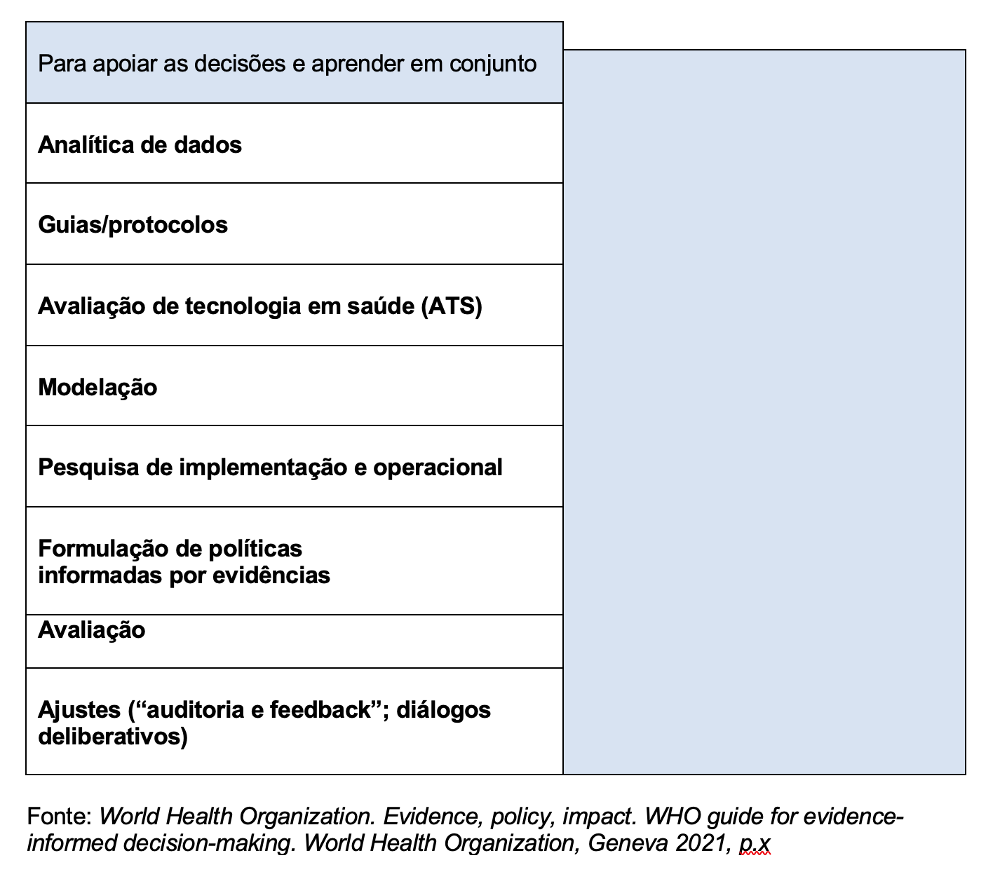 Para apoiar as decisões e aprender em conjunto
Analítica de dados
Guias/protocolos
Avaliação de tecnologia em saúde (ATS)
Modelação
Pesquisa de implementação e operacional
Formulação de políticas
informadas por evidências
Avaliação
Ajustes (“auditoria e feedback”; diálogos
deliberativos)
Fonte: World Health Organization. Evidence, policy, impact. WHO guide for evidence-
informed decision-making. World Health Organization, Geneva 2021, p.x